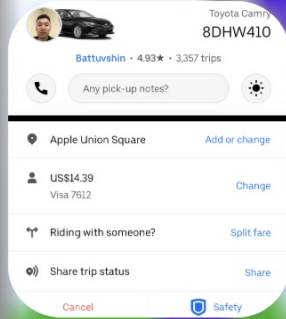 Toyota Camry
8DHW410
Battuvshin • 4.93★ • 3,357 trips
Any pick-up notes?
Apple Union Square
Add or change
US$14.39
Visa 7612
Change
Riding with someone?
Split fare
Share trip status
Share
Cancel
Safety